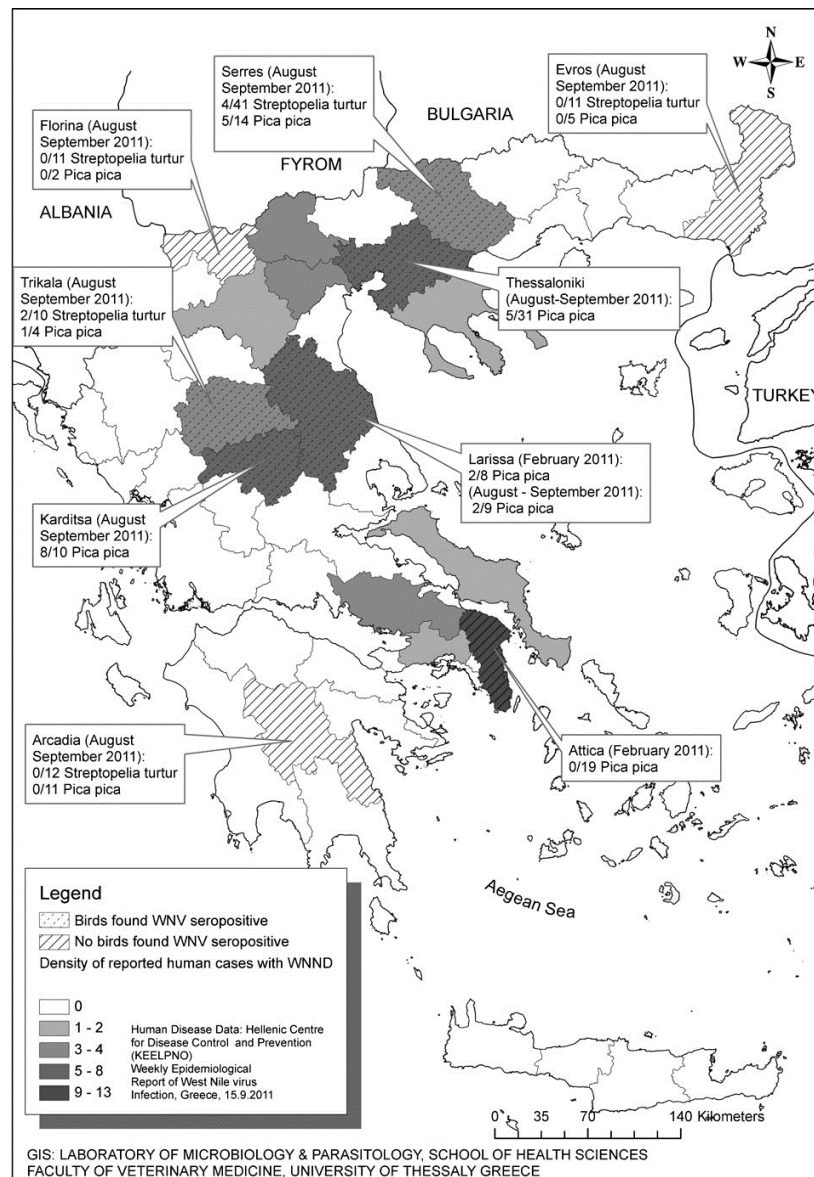 N
W E
S
Serres (August
September 2011):
4/41 Streptopelia turtur
5/14 Pica pica
Evros (August
September 2011):
0/11 Streptopelia turtur
0/5 Pica pica
BULGARIA
Florina (August
September 2011):
0/11 Streptopelia turtur
0/2 Pica pica
FYROM
ALBANIA
Trikala (August
September 2011):
2/10 Streptopelia turtur
1/4 Pica pica
Thessaloniki
(August-September 2011):
5/31 Pica pica
TURKEY
Larissa (February 2011):
2/8 Pica pica
(August - September 2011):
2/9 Pica pica
Karditsa (August
September 2011):
8/10 Pica pica
Arcadia (August
September 2011):
0/12 Streptopelia turtur
0/11 Pica pica
Attica (February 2011):
0/19 Pica pica
Aegean Sea
Legend
Birds found WNV seropositive
No birds found WNV seropositive
Density of reported human cases with WNND
0
1 - 2
3 - 4
5 - 8
9 - 13
Human Disease Data: Hellenic Centre
for Disease Control and Prevention
(KEELPNO)
Weekly Epidemiological
Report of West Nile virus
Infection, Greece, 15.9.2011
0 35 70 140 Kilometers
GIS: LABORATORY OF MICROBIOLOGY & PARASITOLOGY, SCHOOL OF HEALTH SCIENCES
FACULTY OF VETERINARY MEDICINE, UNIVERSITY OF THESSALY GREECE